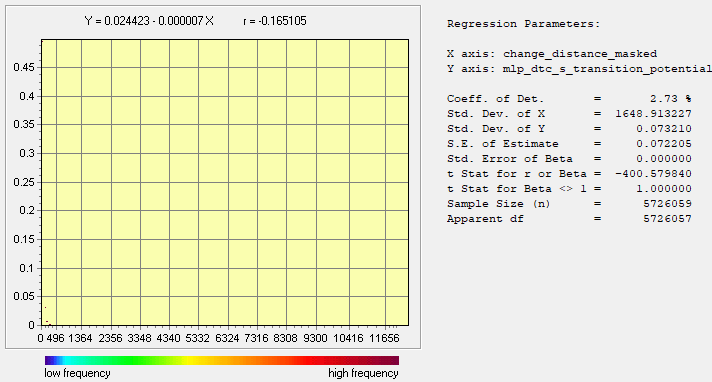 Y = 0.024423 - 0.000007 X r = -0.165105
0.45
0.4
0.35
0.3
0.25
0.2
0.15
0.1
0.05
0
0 496 1364 2356 3348 4340 5332 6324 7316 8308 9300 10416 11656
low frequency high frequency
Regression Parameters:
X axis: change_distance_masked
Y axis: mlp_dtc_s_transition_potential
Coeff. of Det. = 2.73 %
Std. Dev. of X = 1648.913227
Std. Dev. of Y = 0.073210
S.E. of Estimate = 0.072205
Std. Error of Beta = 0.000000
t Stat for r or Beta = -400.579840
t Stat for Beta <> 1 = 1.000000
Sample Size (n) = 5726059
Apparent df = 5726057